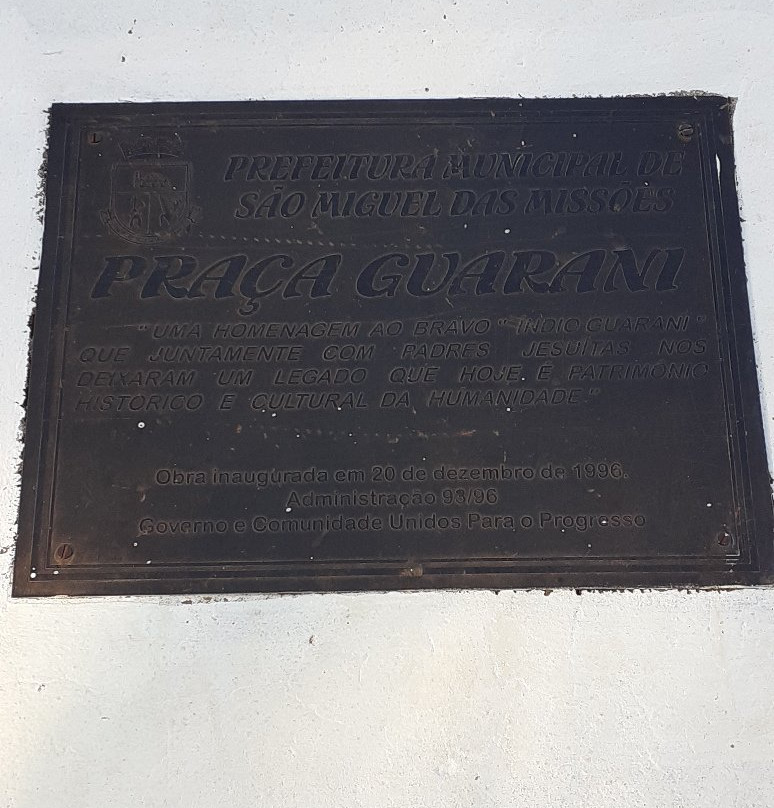 PREFEITURA MUNICIPAL DE
SÃO MIGUEL DAS MISSÕES
PRAÇA GUARANI
"UMA HOMENAGEM AO BRAVO "ÍNDIO GUARANI"
QUE JUNTAMENTE COM PADRES JESUÍTAS NOS
DEIXARAM UM LEGADO QUE HOJE É PATRIMÔNIO
HISTÓRICO E CULTURAL DA HUMANIDADE."
Obra inaugurada em 20 de dezembro de 1996.
Administração 93/96
Governo e Comunidade Unidos Para o Progresso